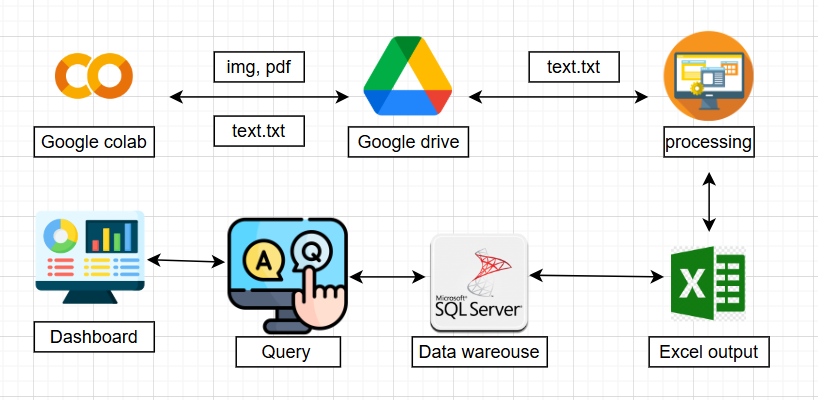 img, pdf
text.txt
text.txt
Google colab
Google drive
processing
A
Q
Microsoft®
SQL Server®
X
Dashboard
Query
Data wareouse
Excel output